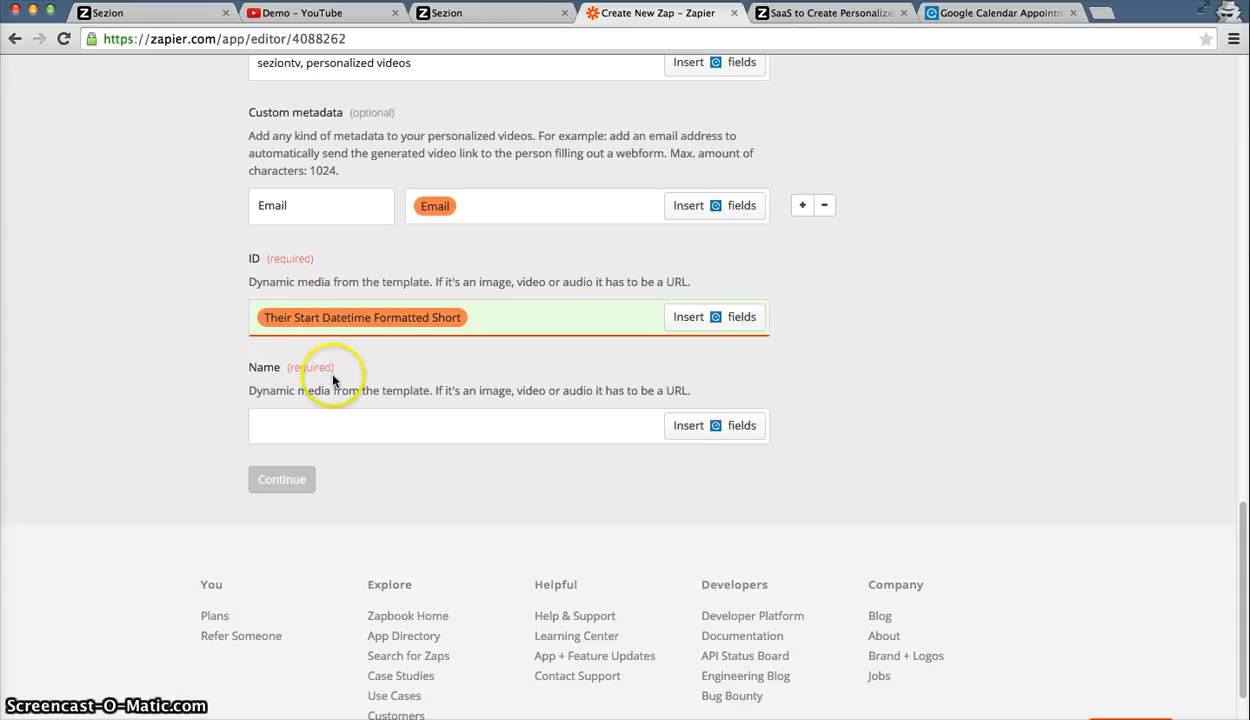 Sezion
Demo – YouTube
Sezion
Create New Zap – Zapier
SaaS to Create Personalize
Google Calendar Appointm
https://zapier.com/app/editor/4088262
seziontv, personalized videos
Insert fields
Custom metadata (optional)
Add any kind of metadata to your personalized videos. For example: add an email address to
automatically send the generated video link to the person filling out a webform. Max. amount of
characters: 1024.
Email
Email
Insert fields
+ -
ID (required)
Dynamic media from the template. If it's an image, video or audio it has to be a URL.
Their Start Datetime Formatted Short
Insert fields
Name (required)
Dynamic media from the template. If it's an image, video or audio it has to be a URL.
Insert fields
Continue
You
Explore
Helpful
Developers
Company
Plans
Zapbook Home
Help & Support
Developer Platform
Blog
Refer Someone
App Directory
Learning Center
Documentation
About
Search for Zaps
App + Feature Updates
API Status Board
Brand + Logos
Case Studies
Contact Support
Engineering Blog
Jobs
Use Cases
Bug Bounty
Customers
Screencast-O-Matic.com